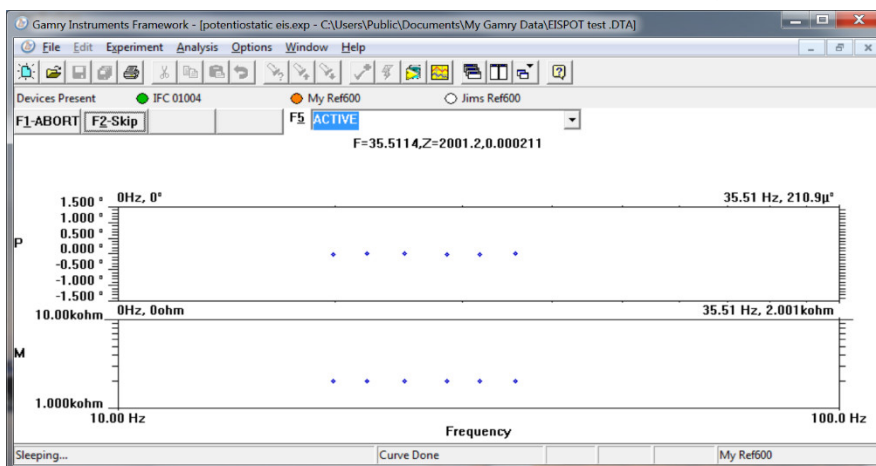 Gamry Instruments Framework - [potentiostatic eis.exp - C:\Users\Public\Documents\My Gamry Data\EISPOT test .DTA]
File Edit Experiment Analysis Options Window Help
Devices Present IFC 01004 My Ref600 Jims Ref600
F1-ABORT F2-Skip F5 ACTIVE
F=35.5114,Z=2001.2,0.000211
0Hz, 0° 35.51 Hz, 210.9µ°
1.500 °
1.000 °
0.500 °
P 0.000 °
-0.500 °
-1.000 °
-1.500 °
0Hz, 0ohm 35.51 Hz, 2.001kohm
10.00kohm
M
1.000kohm
10.00 Hz 100.0 Hz
Frequency
Sleeping... Curve Done My Ref600